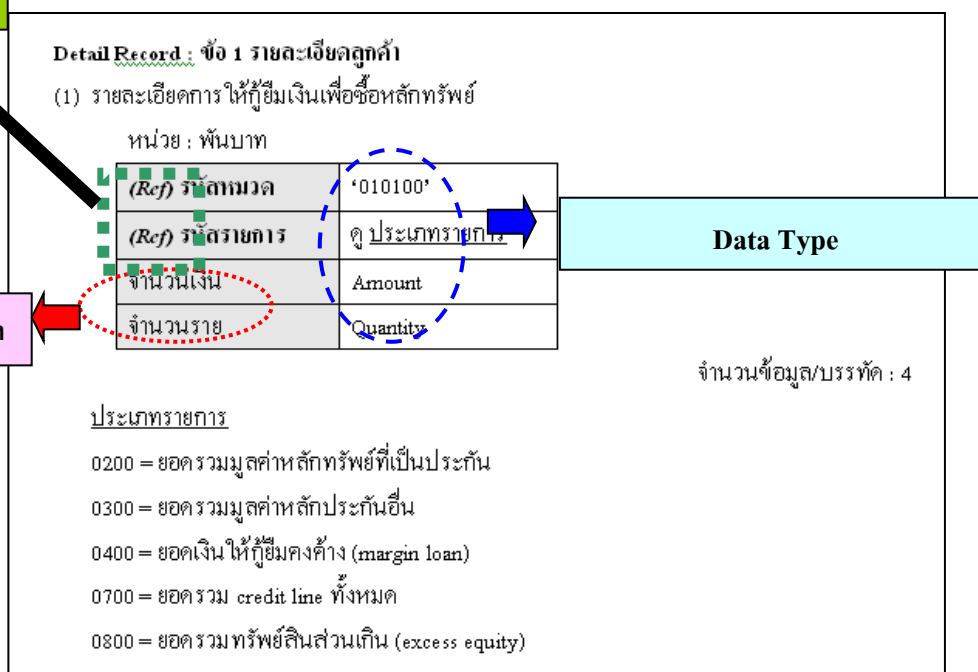 Detail Record : ข้อ 1 รายละเอียดลูกค้า
(1) รายละเอียดการให้กู้ยืมเงินเพื่อซื้อหลักทรัพย์
หน่วย : พันบาท
(Ref) รหัสหมวด ‘010100’
(Ref) รหัสรายการ ดู ประเภทรายการ
จำนวนเงิน Amount
จำนวนราย Quantity
Data Type
จำนวนข้อมูล/บรรทัด : 4
ประเภทรายการ
0200 = ยอดรวมมูลค่าหลักทรัพย์ที่เป็นประกัน
0300 = ยอดรวมมูลค่าหลักประกันอื่น
0400 = ยอดเงินให้กู้ยืมคงค้าง (margin loan)
0700 = ยอดรวม credit line ทั้งหมด
0800 = ยอดรวมทรัพย์สินส่วนเกิน (excess equity)